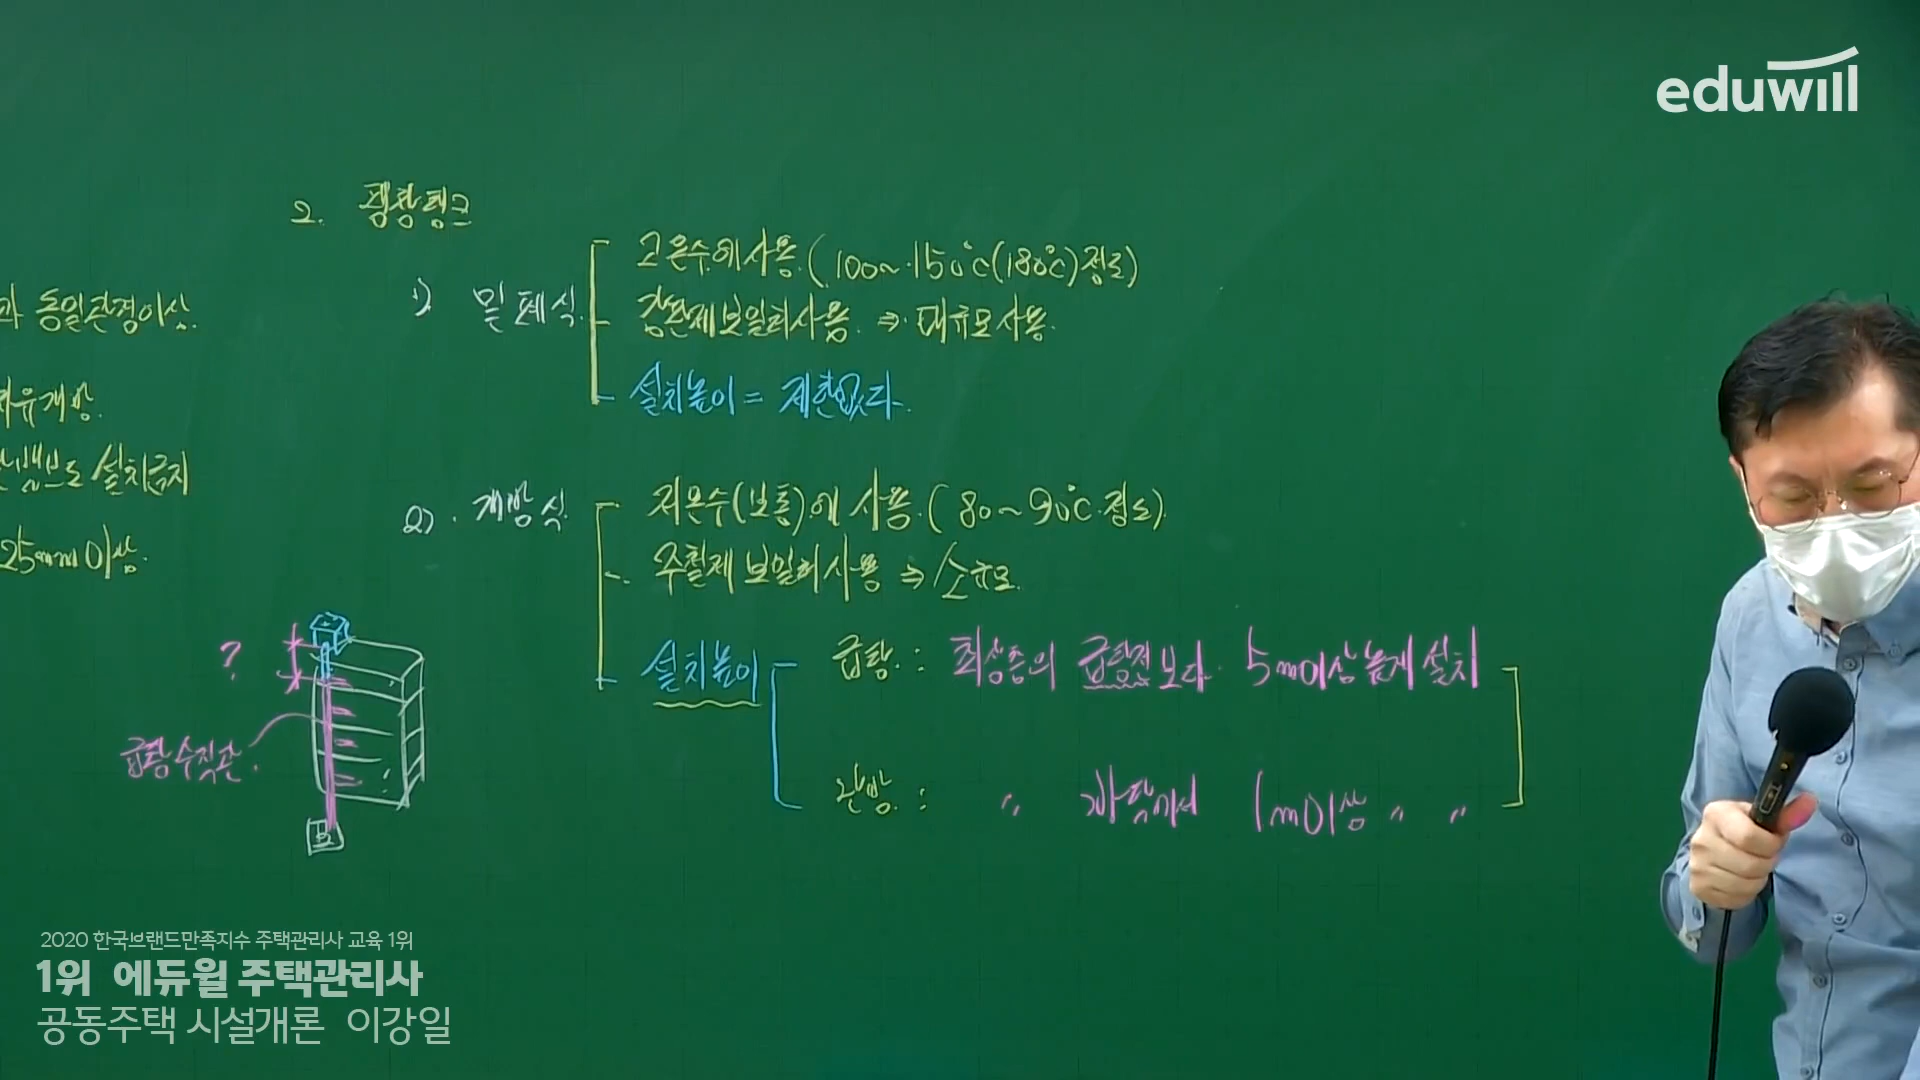 eduwill
2. 팽창탱크
1) 밀폐식
고온수에 사용 (100~150℃(180℃)정도)
강판제보일러사용 ⇒ 대규모사용.
설치높이 = 제한없다.
과 동일관경이상.
유개방.
밸브도 설치금지
25mm이상.
2) 개방식
저온수(보통)에 사용 (80~90℃ 정도)
주철제 보일러사용 ⇒ 소규모.
설치높이
급탕 : 최상층의 급탕전보다 5m이상높게 설치
난방 : 〃 1m이상 〃 〃
?
급탕수직관.
B
2020 한국브랜드만족지수 주택관리사 교육 1위
1위 에듀윌 주택관리사
공동주택 시설개론 이강일